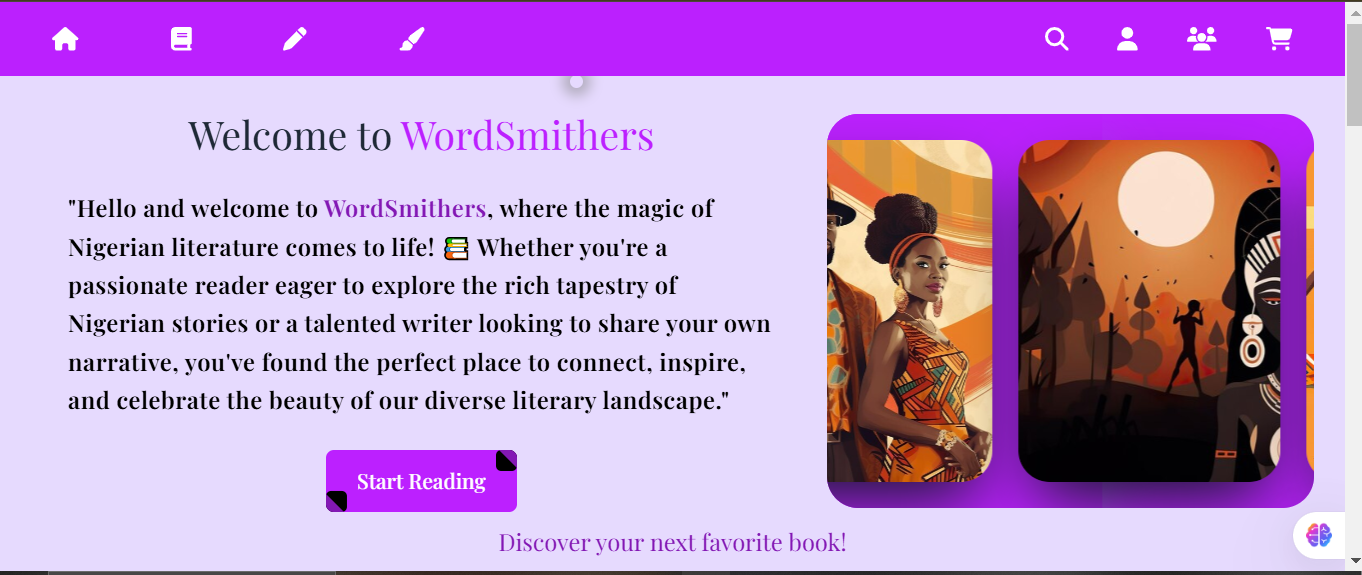 Welcome to WordSmithers
"Hello and welcome to WordSmithers, where the magic of
Nigerian literature comes to life! 📚 Whether you're a
passionate reader eager to explore the rich tapestry of
Nigerian stories or a talented writer looking to share your own
narrative, you've found the perfect place to connect, inspire,
and celebrate the beauty of our diverse literary landscape."
Start Reading
Discover your next favorite book!